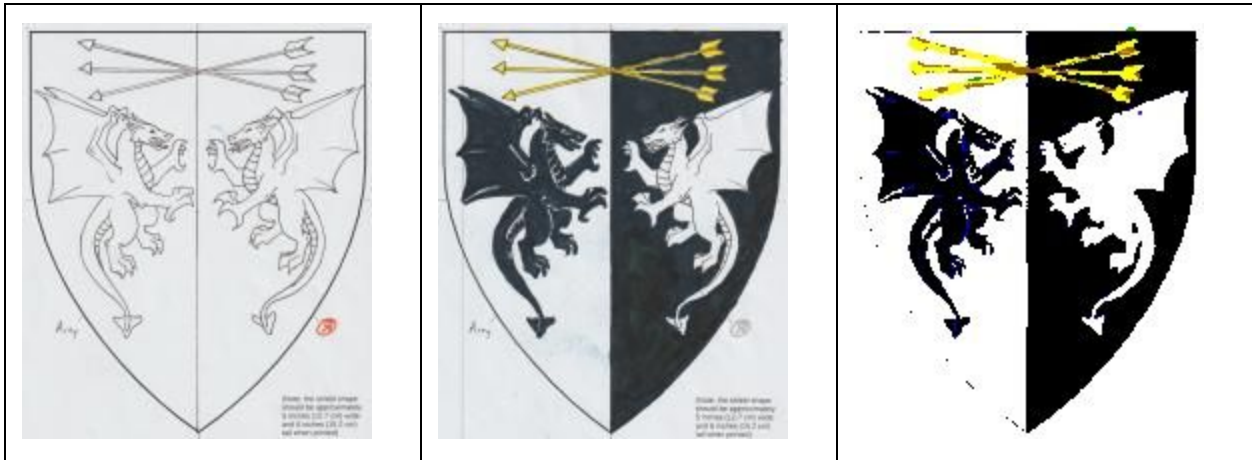 Arey
(Note: the shield shape
should be approximately
5 inches (12.7 cm) wide
and 6 inches (15.2 cm)
tall when printed)
Arey
(Note: the shield shape
should be approximately
5 inches (12.7 cm) wide
and 6 inches (15.2 cm)
tall when printed)